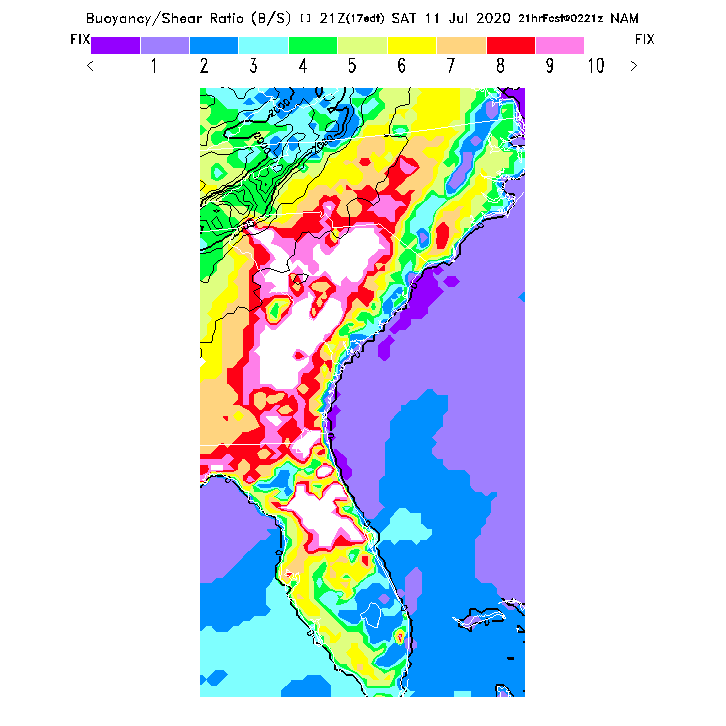 Buoyancy/Shear Ratio (B/S) [] 21Z(17edt) SAT 11 Jul 2020 21hrFcst@0221z NAM
FIX FIX
< 1 2 3 4 5 6 7 8 9 10 >